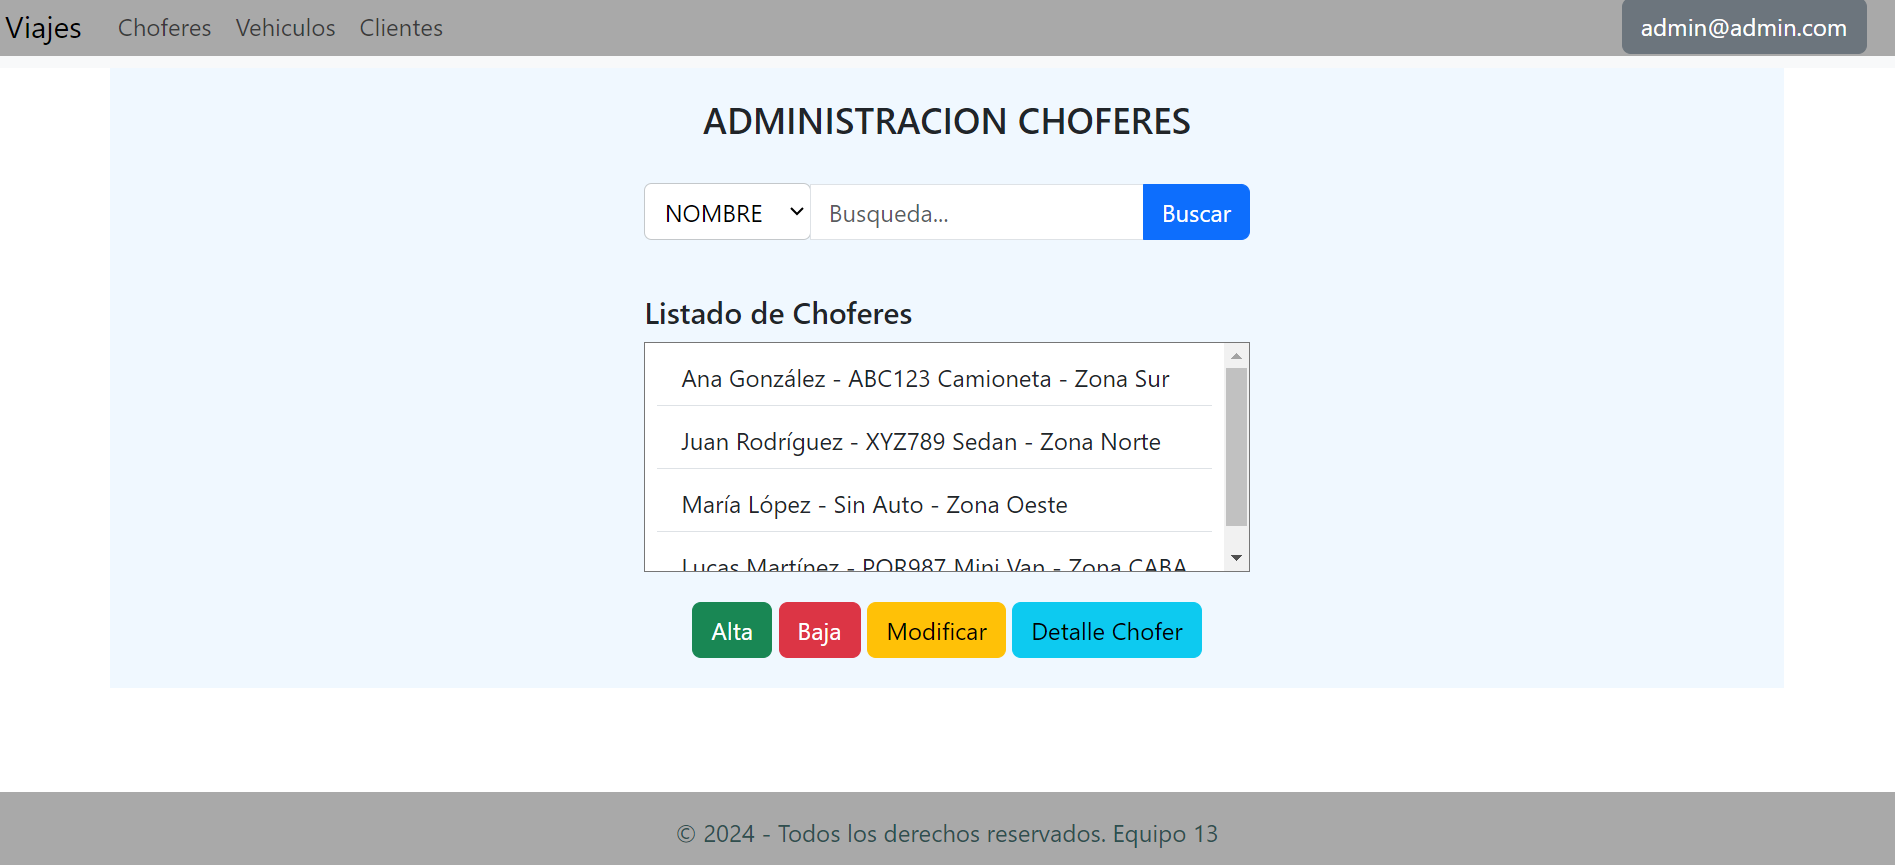 Viajes Choferes Vehiculos Clientes admin@admin.com
ADMINISTRACION CHOFERES
NOMBRE Busqueda... Buscar
Listado de Choferes
Ana González - ABC123 Camioneta - Zona Sur
Juan Rodríguez - XYZ789 Sedan - Zona Norte
María López - Sin Auto - Zona Oeste
Lucas Martínez - PQR987 Mini Van - Zona CABA
Alta Baja Modificar Detalle Chofer
© 2024 - Todos los derechos reservados. Equipo 13